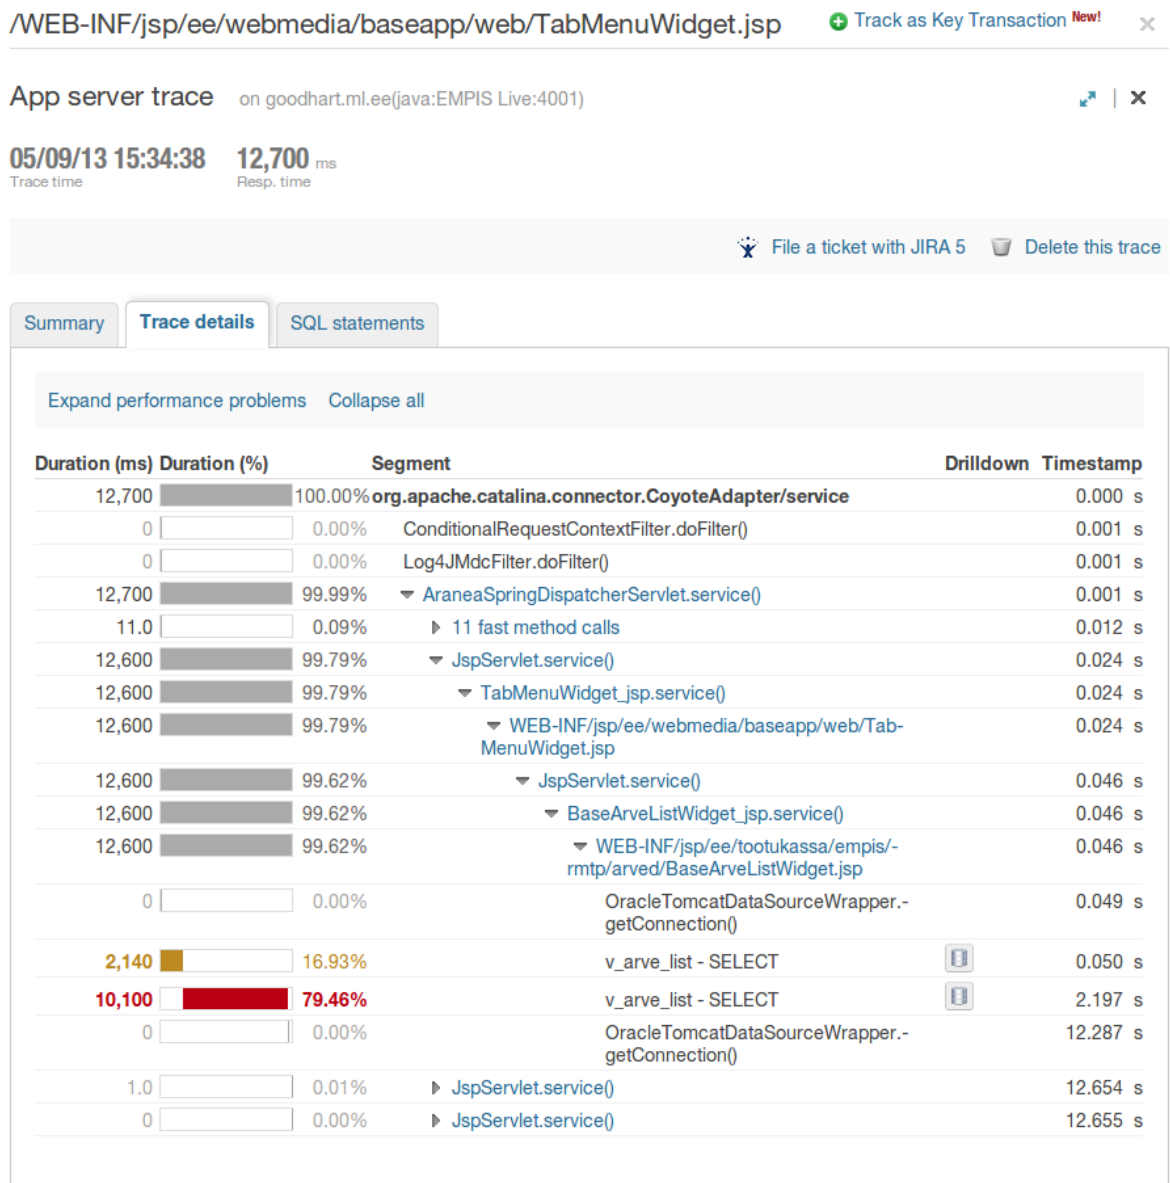 /WEB-INF/jsp/ee/webmedia/baseapp/web/TabMenuWidget.jsp Track as Key Transaction New!
App server trace on goodhart.ml.ee(java:EMPIS Live:4001)
05/09/13 15:34:38 12,700 ms
Trace time Resp. time
File a ticket with JIRA 5 Delete this trace
Summary Trace details SQL statements
Expand performance problems Collapse all
Duration (ms) Duration (%) Segment Drilldown Timestamp
12,700 100.00% org.apache.catalina.connector.CoyoteAdapter/service 0.000 s
0 0.00% ConditionalRequestContextFilter.doFilter() 0.001 s
0 0.00% Log4JMdcFilter.doFilter() 0.001 s
12,700 99.99% AraneaSpringDispatcherServlet.service() 0.001 s
11.0 0.09% 11 fast method calls 0.012 s
12,600 99.79% JspServlet.service() 0.024 s
12,600 99.79% TabMenuWidget_jsp.service() 0.024 s
12,600 99.79% WEB-INF/jsp/ee/webmedia/baseapp/web/Tab- 0.024 s
MenuWidget.jsp
12,600 99.62% JspServlet.service() 0.046 s
12,600 99.62% BaseArveListWidget_jsp.service() 0.046 s
12,600 99.62% WEB-INF/jsp/ee/tootukassa/empis/- 0.046 s
rmtp/arved/BaseArveListWidget.jsp
0 0.00% OracleTomcatDataSourceWrapper.- 0.049 s
getConnection()
2,140 16.93% v_arve_list - SELECT 0.050 s
10,100 79.46% v_arve_list - SELECT 2.197 s
0 0.00% OracleTomcatDataSourceWrapper.- 12.287 s
getConnection()
1.0 0.01% JspServlet.service() 12.654 s
0 0.00% JspServlet.service() 12.655 s